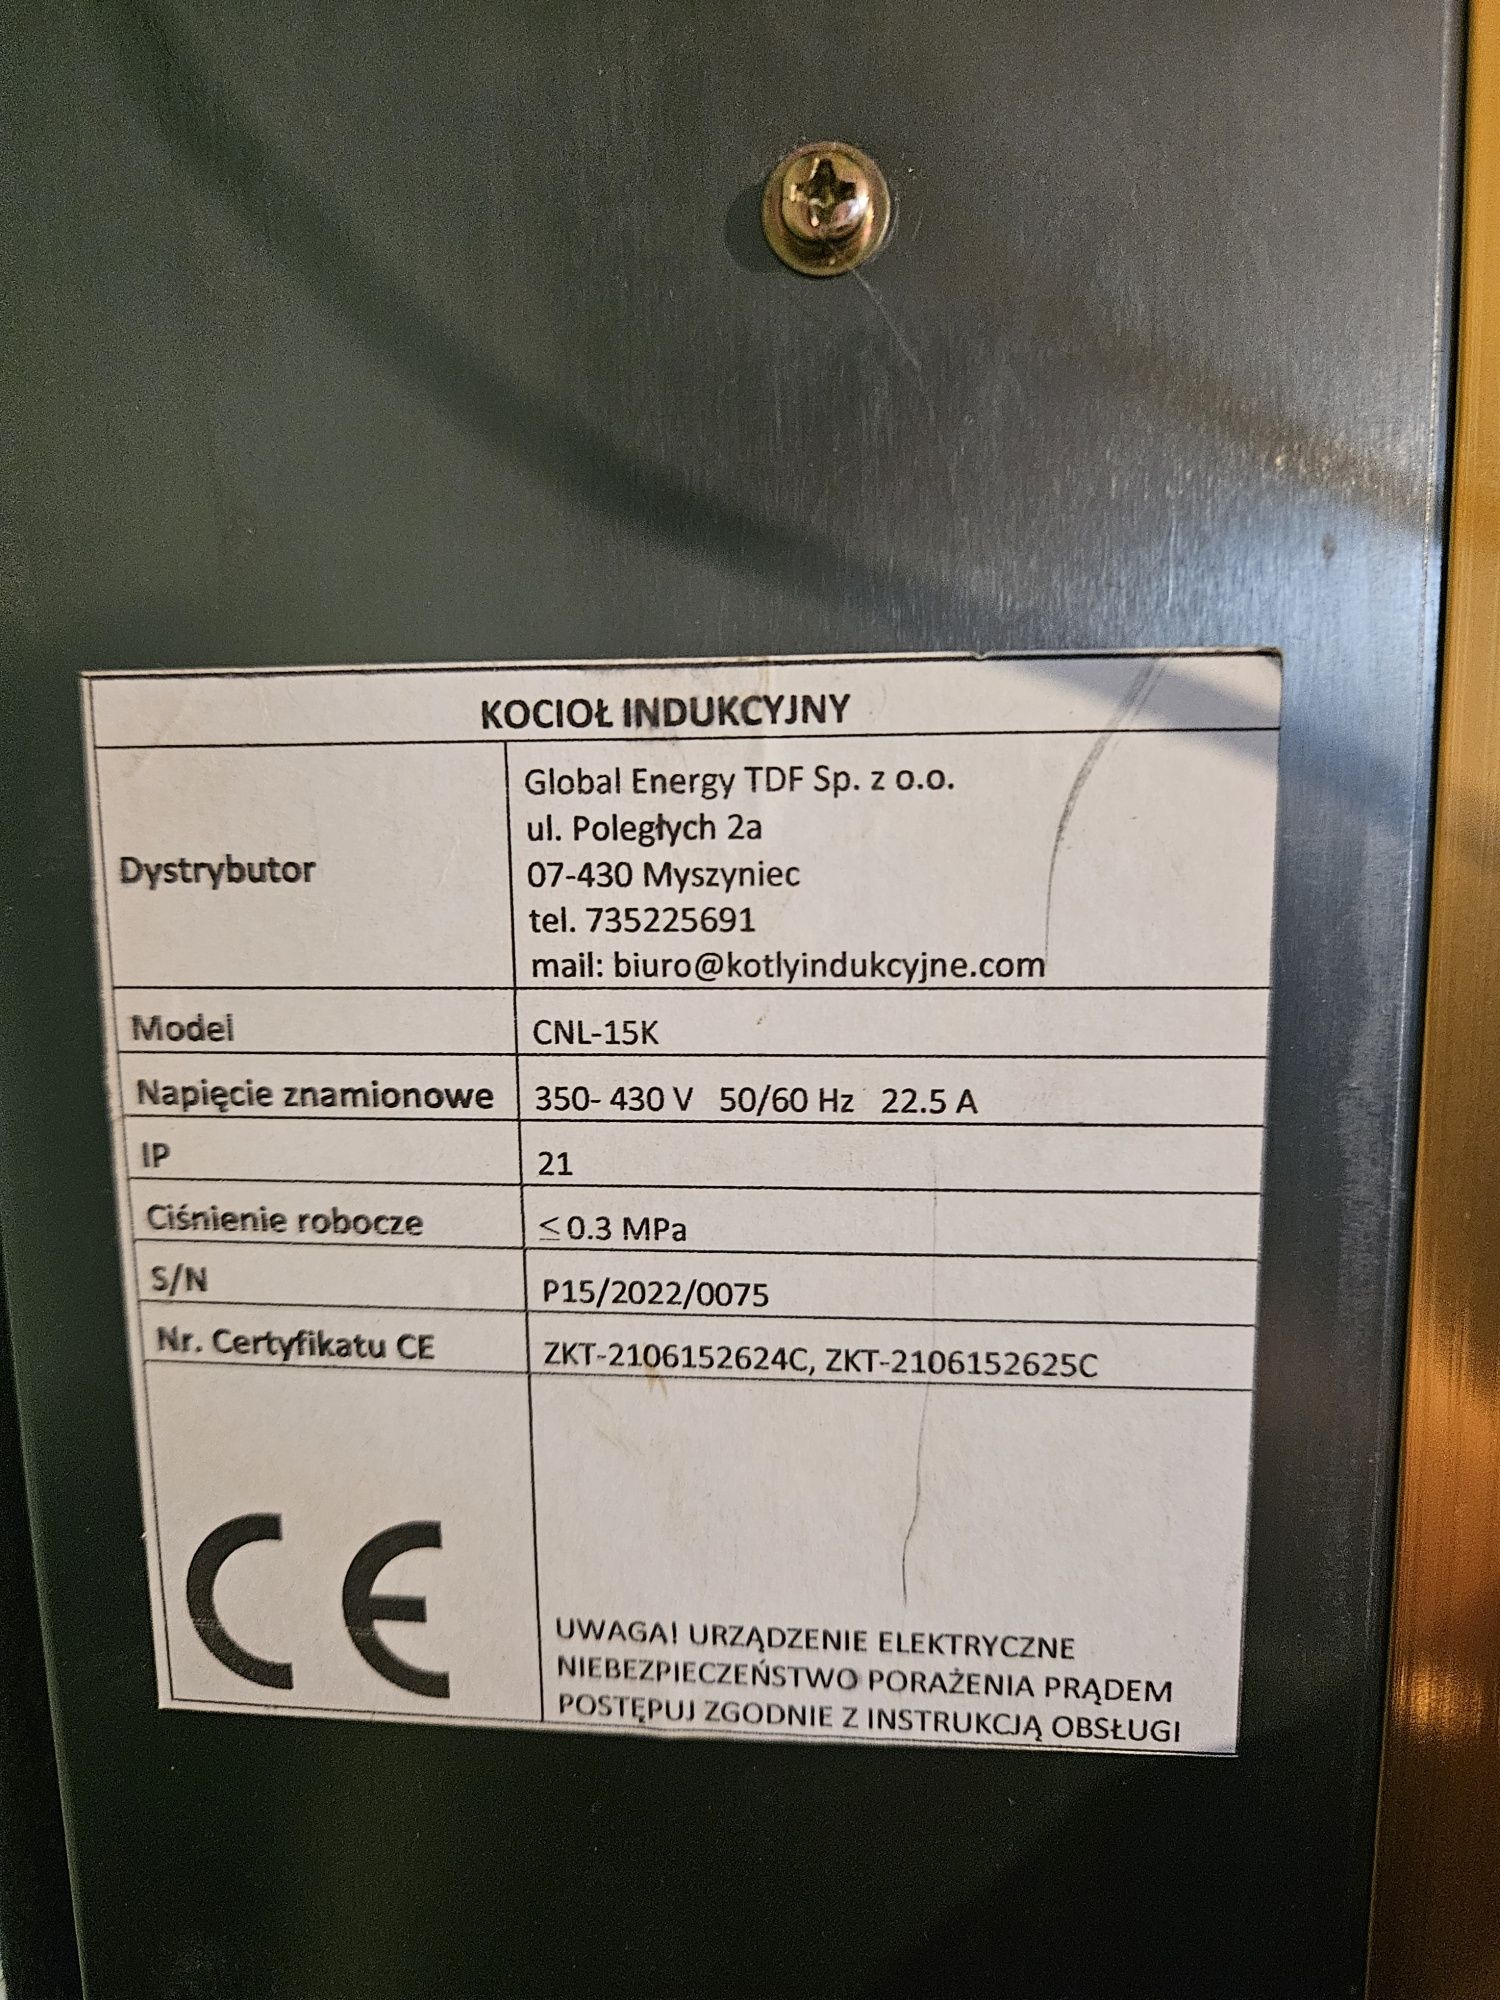 KOCIOŁ INDUKCYJNY
Dystrybutor
Global Energy TDF Sp. z o.o.
ul. Poległych 2a
07-430 Myszyniec
tel. 735225691
mail: biuro@kotlyindukcyjne.com
Model CNL-15K
Napięcie znamionowe 350- 430 V 50/60 Hz 22.5 A
IP 21
Ciśnienie robocze ≤ 0.3 MPa
S/N P15/2022/0075
Nr. Certyfikatu CE ZKT-2106152624C, ZKT-2106152625C
CE
UWAGA! URZĄDZENIE ELEKTRYCZNE
NIEBEZPIECZEŃSTWO PORAŻENIA PRĄDEM
POSTĘPUJ ZGODNIE Z INSTRUKCJĄ OBSŁUGI